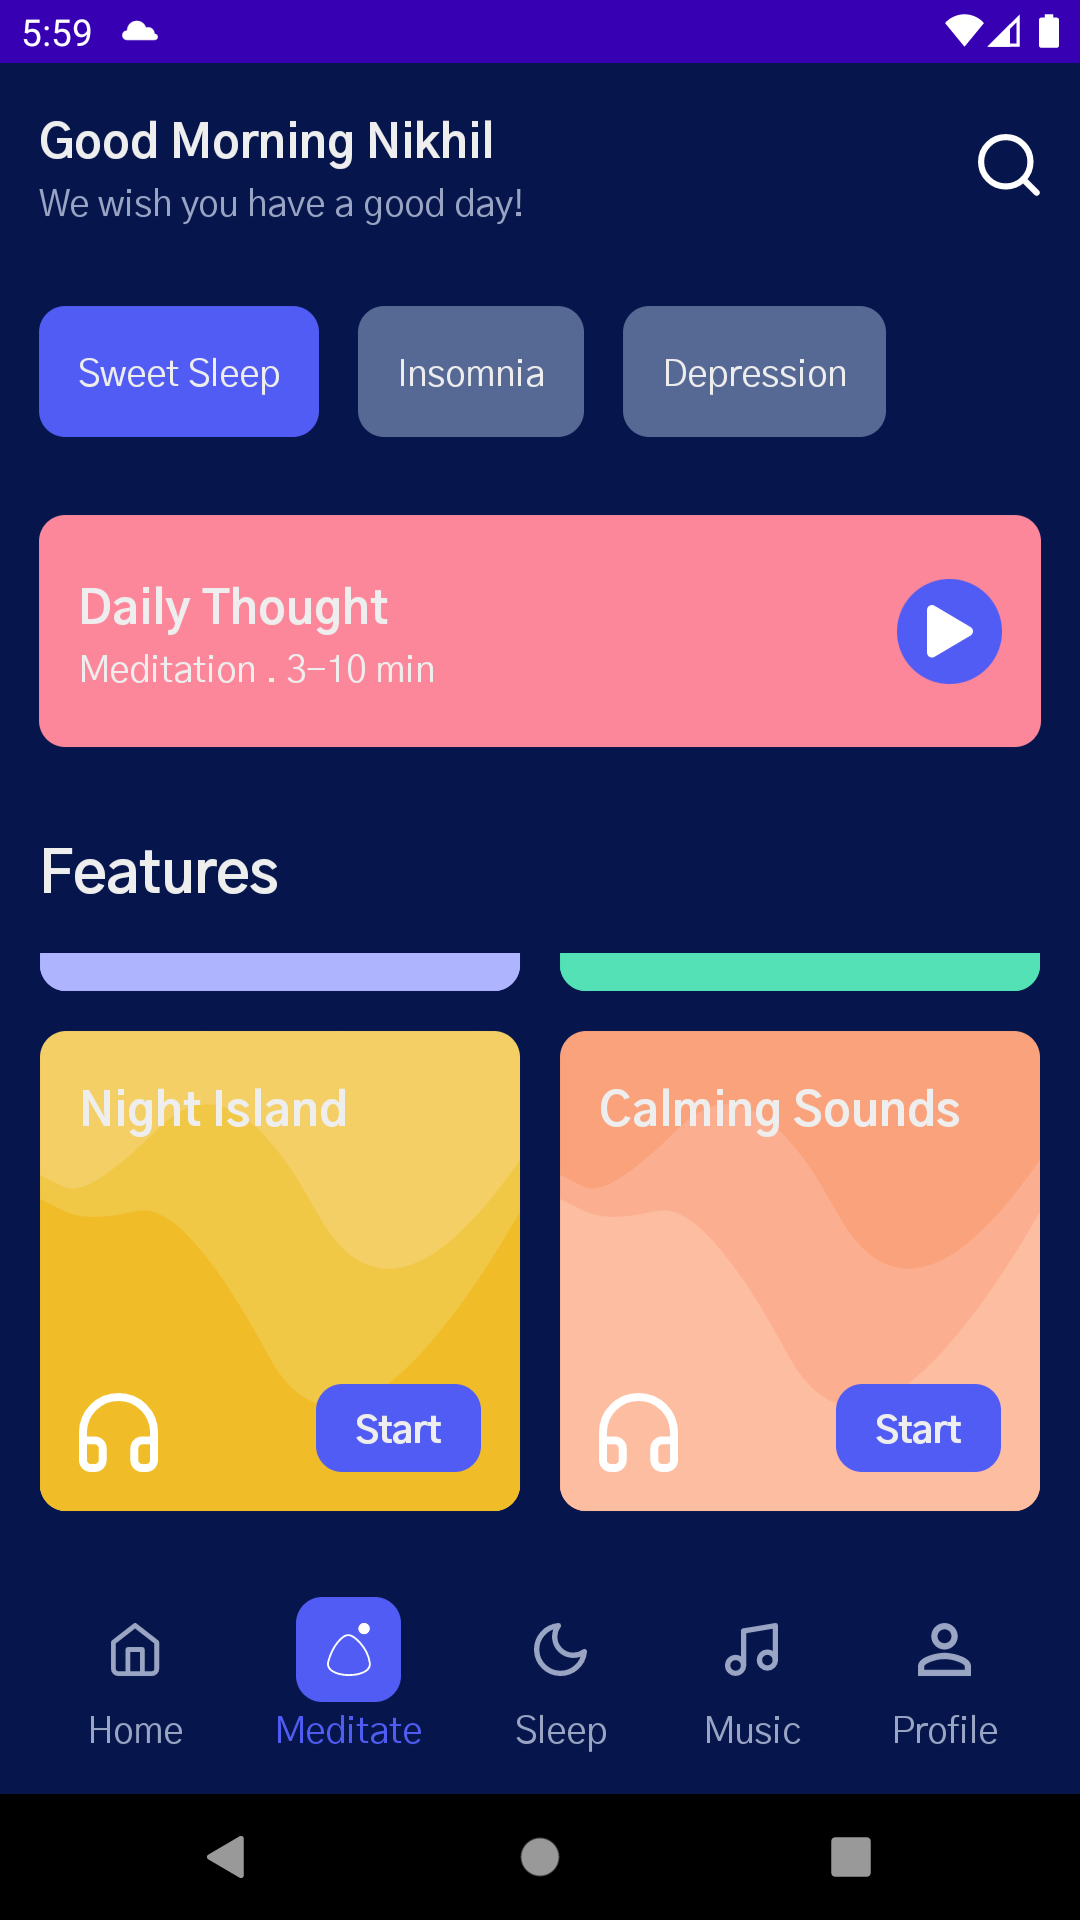 5:59
Good Morning Nikhil
We wish you have a good day!
Sweet Sleep
Insomnia
Depression
Daily Thought
Meditation . 3-10 min
Features
Night Island
Calming Sounds
Start
Start
Home
Meditate
Sleep
Music
Profile